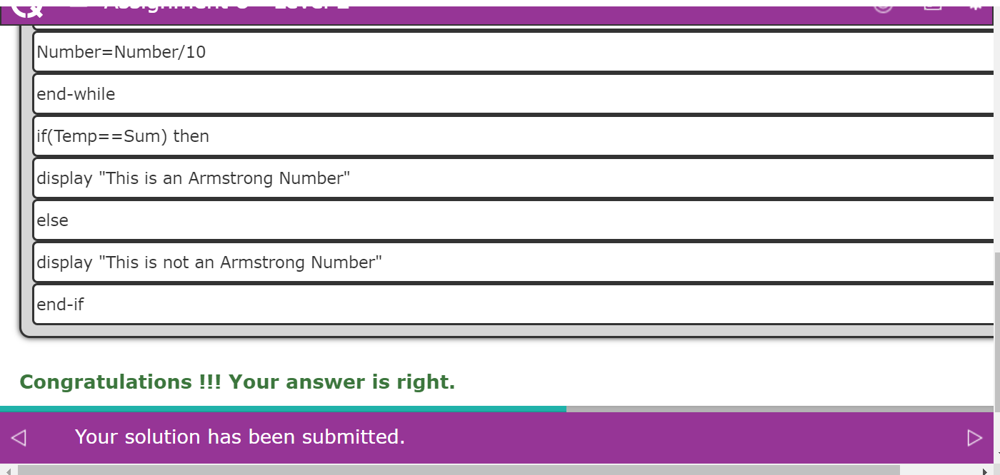 Number=Number/10
end-while
if(Temp==Sum) then
display "This is an Armstrong Number"
else
display "This is not an Armstrong Number"
end-if
Congratulations !!! Your answer is right.
Your solution has been submitted.